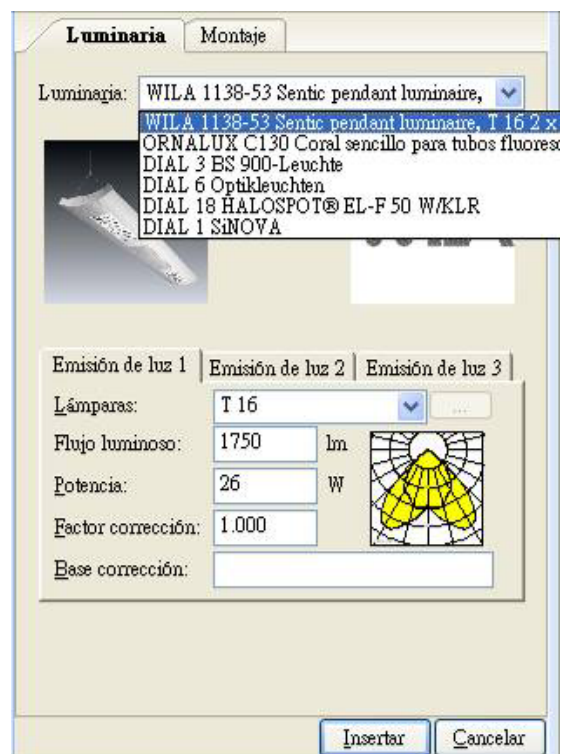 Luminaria Montaje
Luminaria: WILA 1138-53 Sentic pendant luminaire,
WILA 1138-53 Sentic pendant luminaire, T 16 2 x
ORNALUX C130 Coral sencillo para tubos fluores
DIAL 3 BS 900-Leuchte
DIAL 6 Optikleuchten
DIAL 18 HALOSPOT® EL-F 50 W/KLR
DIAL 1 SiNOVA
Emisión de luz 1 Emisión de luz 2 Emisión de luz 3
Lámparas: T 16 ...
Flujo luminoso: 1750 lm
Potencia: 26 W
Factor corrección: 1.000
Base corrección:
Insertar Cancelar